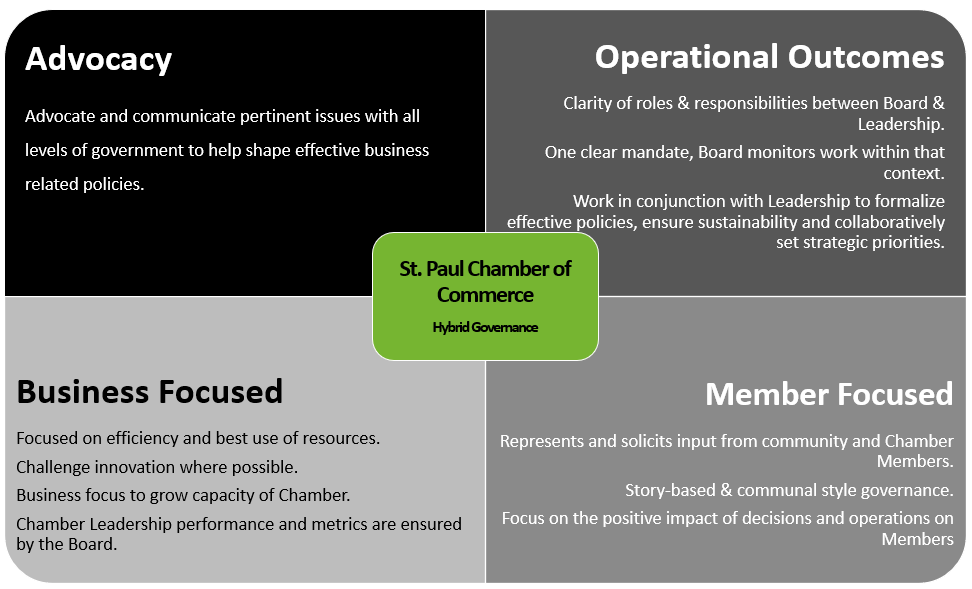 Advocacy
Advocate and communicate pertinent issues with all
levels of government to help shape effective business
related policies.
Operational Outcomes
Clarity of roles & responsibilities between Board &
Leadership.
One clear mandate, Board monitors work within that
context.
Work in conjunction with Leadership to formalize
effective policies, ensure sustainability and collaboratively
set strategic priorities.
St. Paul Chamber of
Commerce
Hybrid Governance
Business Focused
Focused on efficiency and best use of resources.
Challenge innovation where possible.
Business focus to grow capacity of Chamber.
Chamber Leadership performance and metrics are ensured
by the Board.
Member Focused
Represents and solicits input from community and Chamber
Members.
Story-based & communal style governance.
Focus on the positive impact of decisions and operations on
Members